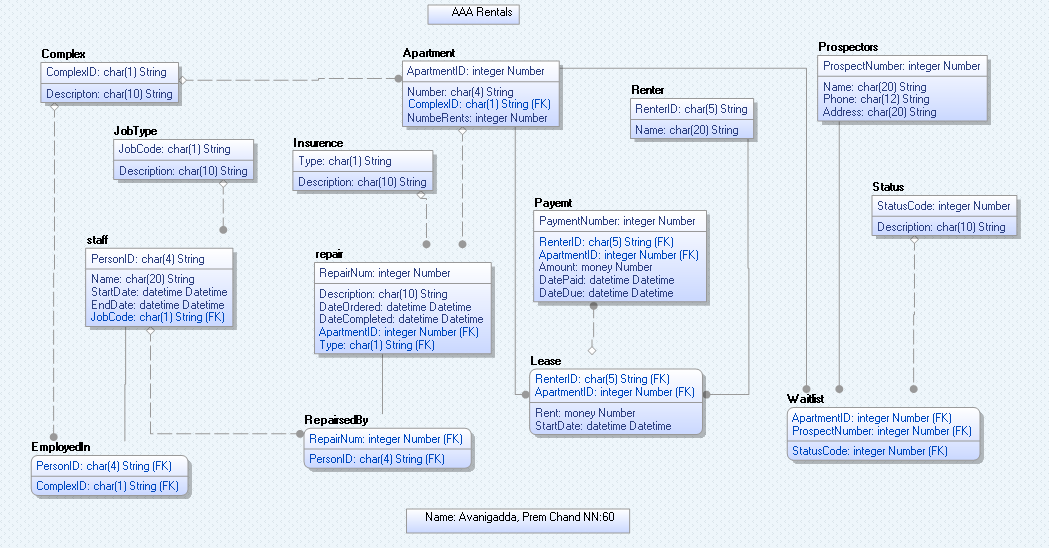 AAA Rentals
Complex
ComplexID: char(1) String
Descripton: char(10) String
Apartment
ApartmentID: integer Number
Number: char(4) String
ComplexID: char(1) String (FK)
NumbeRents: integer Number
Prospectors
ProspectNumber: integer Number
Name: char(20) String
Phone: char(12) String
Address: char(20) String
Renter
RenterID: char(5) String
Name: char(20) String
JobType
JobCode: char(1) String
Description: char(10) String
Insurence
Type: char(1) String
Description: char(10) String
Status
StatusCode: integer Number
Description: char(10) String
Payemt
PaymentNumber: integer Number
RenterID: char(5) String (FK)
ApartmentID: integer Number (FK)
Amount: money Number
DatePaid: datetime Datetime
DateDue: datetime Datetime
staff
PersonID: char(4) String
Name: char(20) String
StartDate: datetime Datetime
EndDate: datetime Datetime
JobCode: char(1) String (FK)
repair
RepairNum: integer Number
Description: char(10) String
DateOrdered: datetime Datetime
DateCompleted: datetime Datetime
ApartmentID: integer Number (FK)
Type: char(1) String (FK)
Lease
RenterID: char(5) String (FK)
ApartmentID: integer Number (FK)
Rent: money Number
StartDate: datetime Datetime
Waitlist
ApartmentID: integer Number (FK)
ProspectNumber: integer Number (FK)
StatusCode: integer Number (FK)
RepairsedBy
RepairNum: integer Number (FK)
PersonID: char(4) String (FK)
EmployedIn
PersonID: char(4) String (FK)
ComplexID: char(1) String (FK)
Name: Avanigadda, Prem Chand NN:60